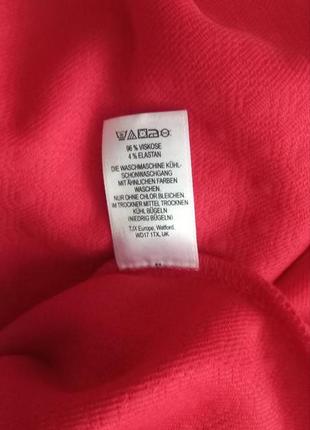 96 % VISKOSE
4 % ELASTAN
DIE WASCHMASCHINE KÜHL-
SCHONWASCHGANG
MIT ÄHNLICHEN FARBEN
WASCHEN.
NUR OHNE CHLOR BLEICHEN.
IM TROCKNER MITTEL TROCKNEN
KÜHL BÜGELN
(NIEDRIG BÜGELN)
TJX Europe, Watford.
WD17 1TX, UK